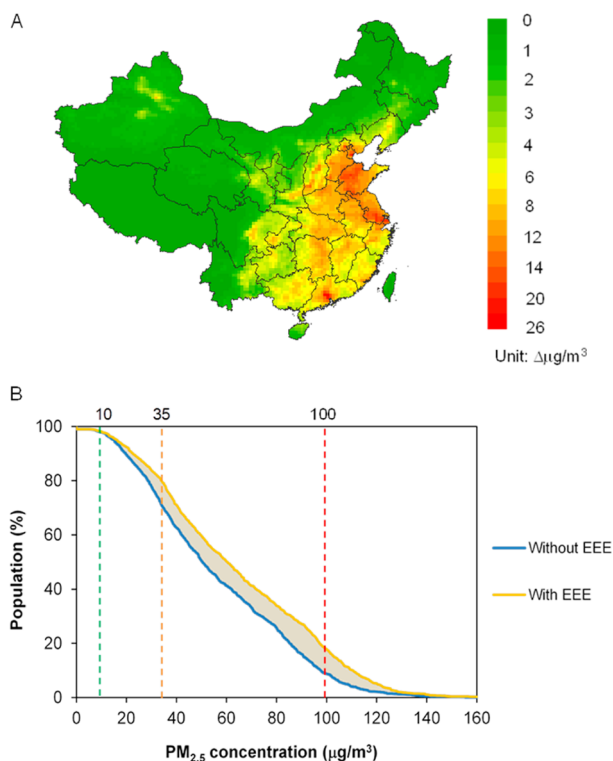 A
0
1
2
3
4
6
8
12
14
20
26
Unit: Δμg/m³
B
10 35 100
100
80
60
40
20
0
Population (%)
0 20 40 60 80 100 120 140 160
PM₂.₅ concentration (μg/m³)
Without EEE
With EEE